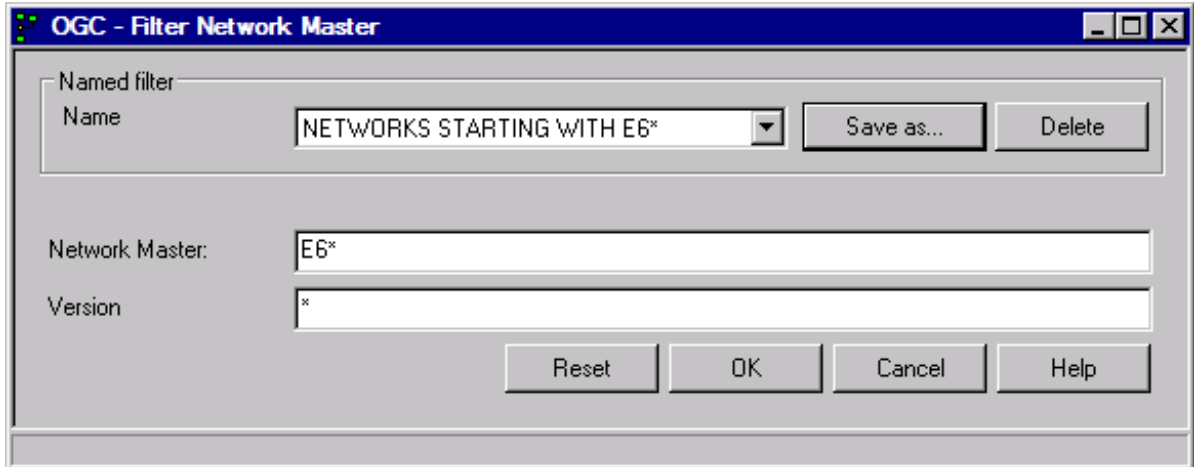 OGC - Filter Network Master
Named filter
Name
NETWORKS STARTING WITH E6*
Save as...
Delete
Network Master:
E6*
Version
*
Reset
OK
Cancel
Help